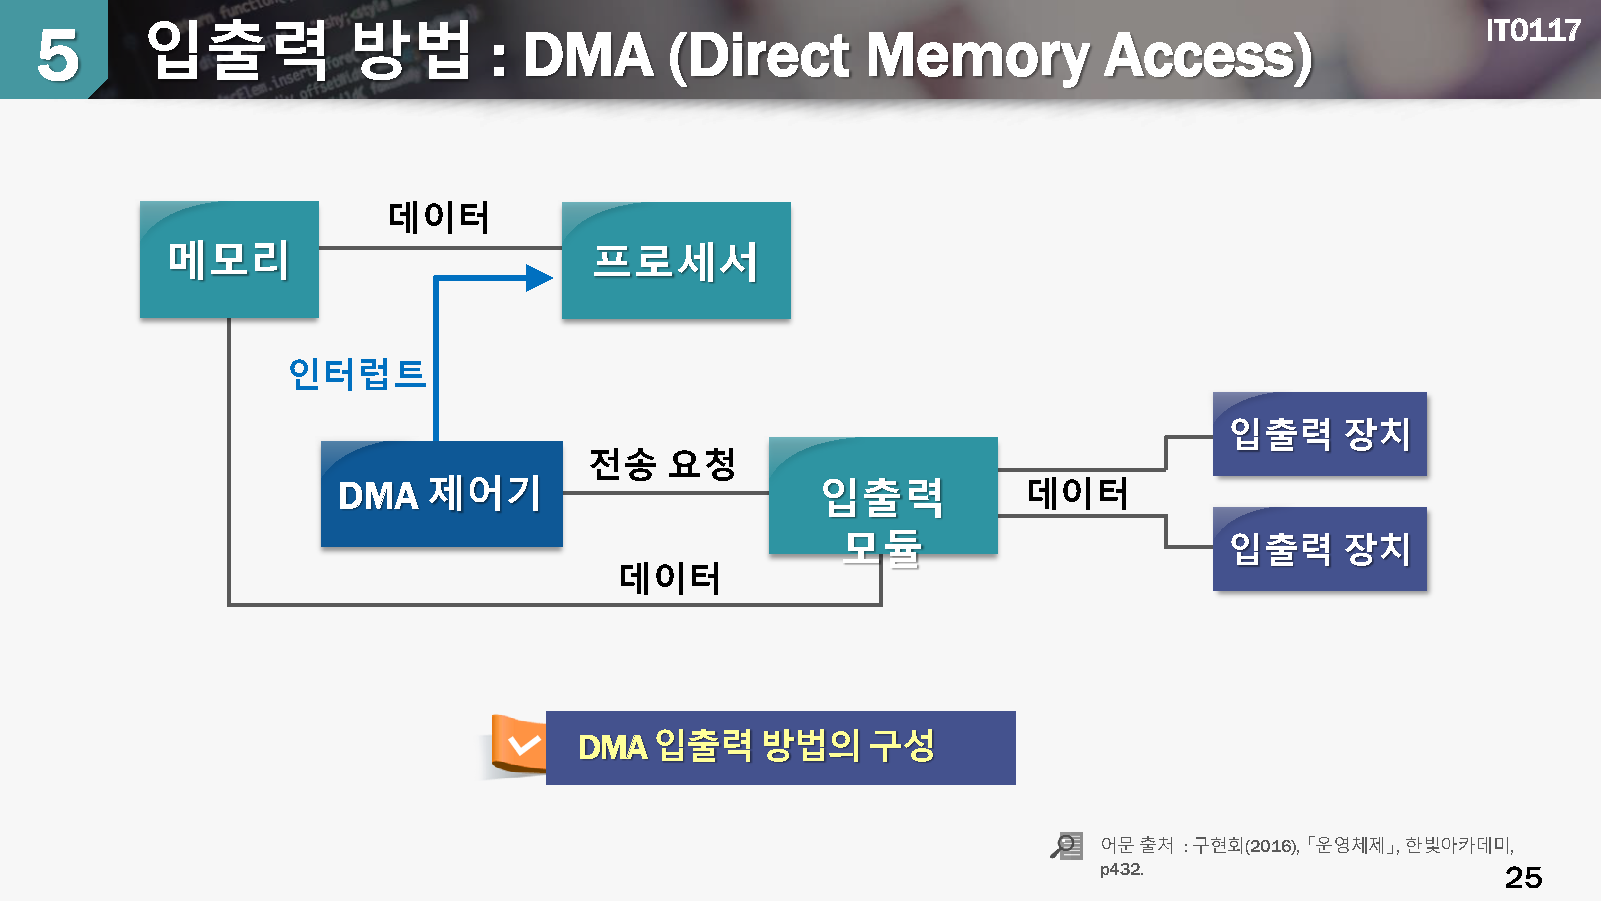 5
입출력 방법 : DMA (Direct Memory Access)
IT0117
메모리
데이터
프로세서
인터럽트
DMA 제어기
전송 요청
입출력
모듈
데이터
입출력 장치
입출력 장치
데이터
DMA 입출력 방법의 구성
어문 출처 : 구현회(2016), 「운영체제」, 한빛아카데미,
p432.
25